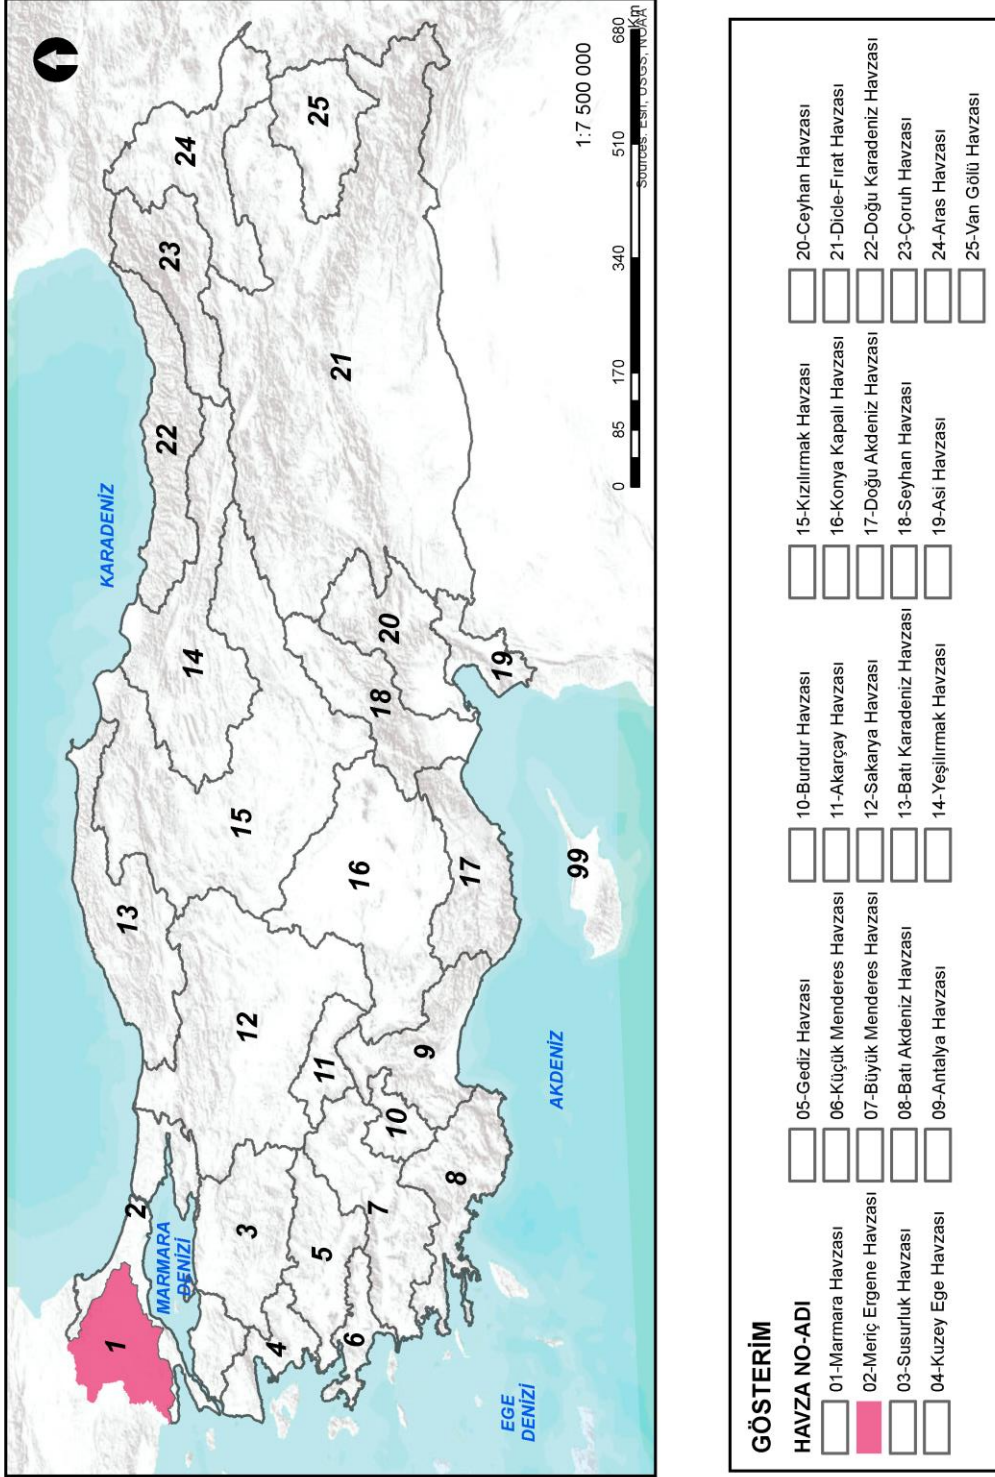 KARADENİZ
MARMARA
DENİZİ
EGE
DENİZİ
AKDENİZ
1
2
3
4
5
6
7
8
9
10
11
12
13
14
15
16
17
18
19
20
21
22
23
24
25
99
1:7 500 000
0 85 170 340 510 680
Km
Sources: Esri, USGS, NOAA
GÖSTERİM
HAVZA NO-ADI
01-Marmara Havzası
02-Meriç Ergene Havzası
03-Susurluk Havzası
04-Kuzey Ege Havzası
05-Gediz Havzası
06-Küçük Menderes Havzası
07-Büyük Menderes Havzası
08-Batı Akdeniz Havzası
09-Antalya Havzası
10-Burdur Havzası
11-Akarçay Havzası
12-Sakarya Havzası
13-Batı Karadeniz Havzası
14-Yeşilırmak Havzası
15-Kızılırmak Havzası
16-Konya Kapalı Havzası
17-Doğu Akdeniz Havzası
18-Seyhan Havzası
19-Asi Havzası
20-Ceyhan Havzası
21-Dicle-Fırat Havzası
22-Doğu Karadeniz Havzası
23-Çoruh Havzası
24-Aras Havzası
25-Van Gölü Havzası